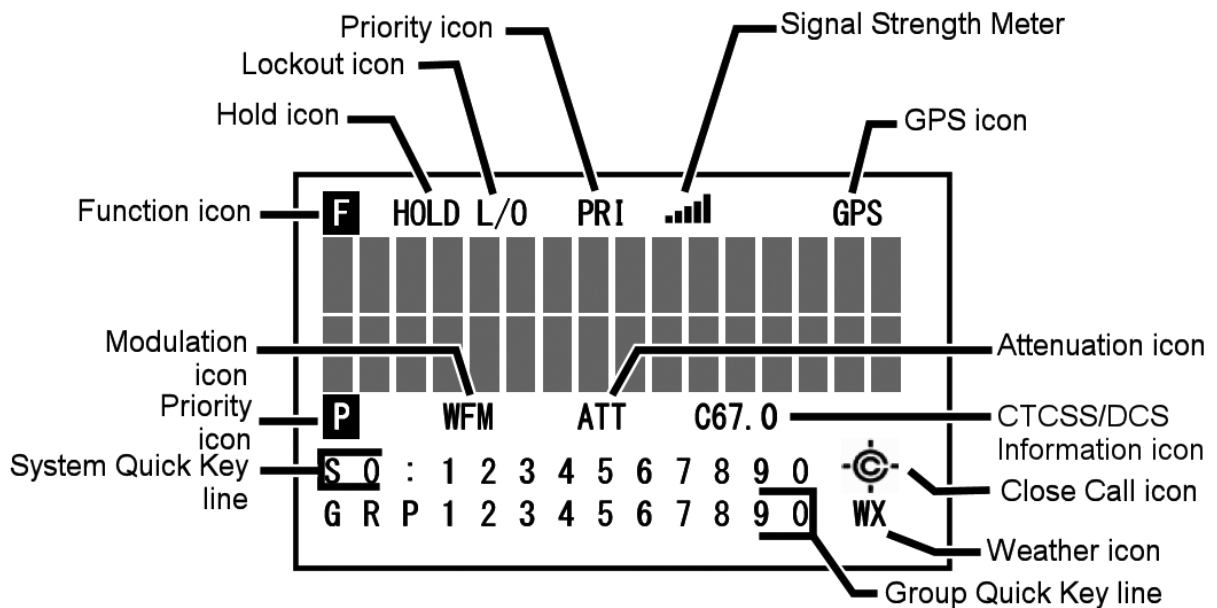 Priority icon
Signal Strength Meter
Lockout icon
Hold icon
GPS icon
Function icon
F HOLD L/O PRI GPS
Modulation
icon
Attenuation icon
Priority
icon
P WFM ATT C67.0
CTCSS/DCS
Information icon
System Quick Key
line
S 0 : 1 2 3 4 5 6 7 8 9 0
C
Close Call icon
G R P 1 2 3 4 5 6 7 8 9 0 WX
Weather icon
Group Quick Key line